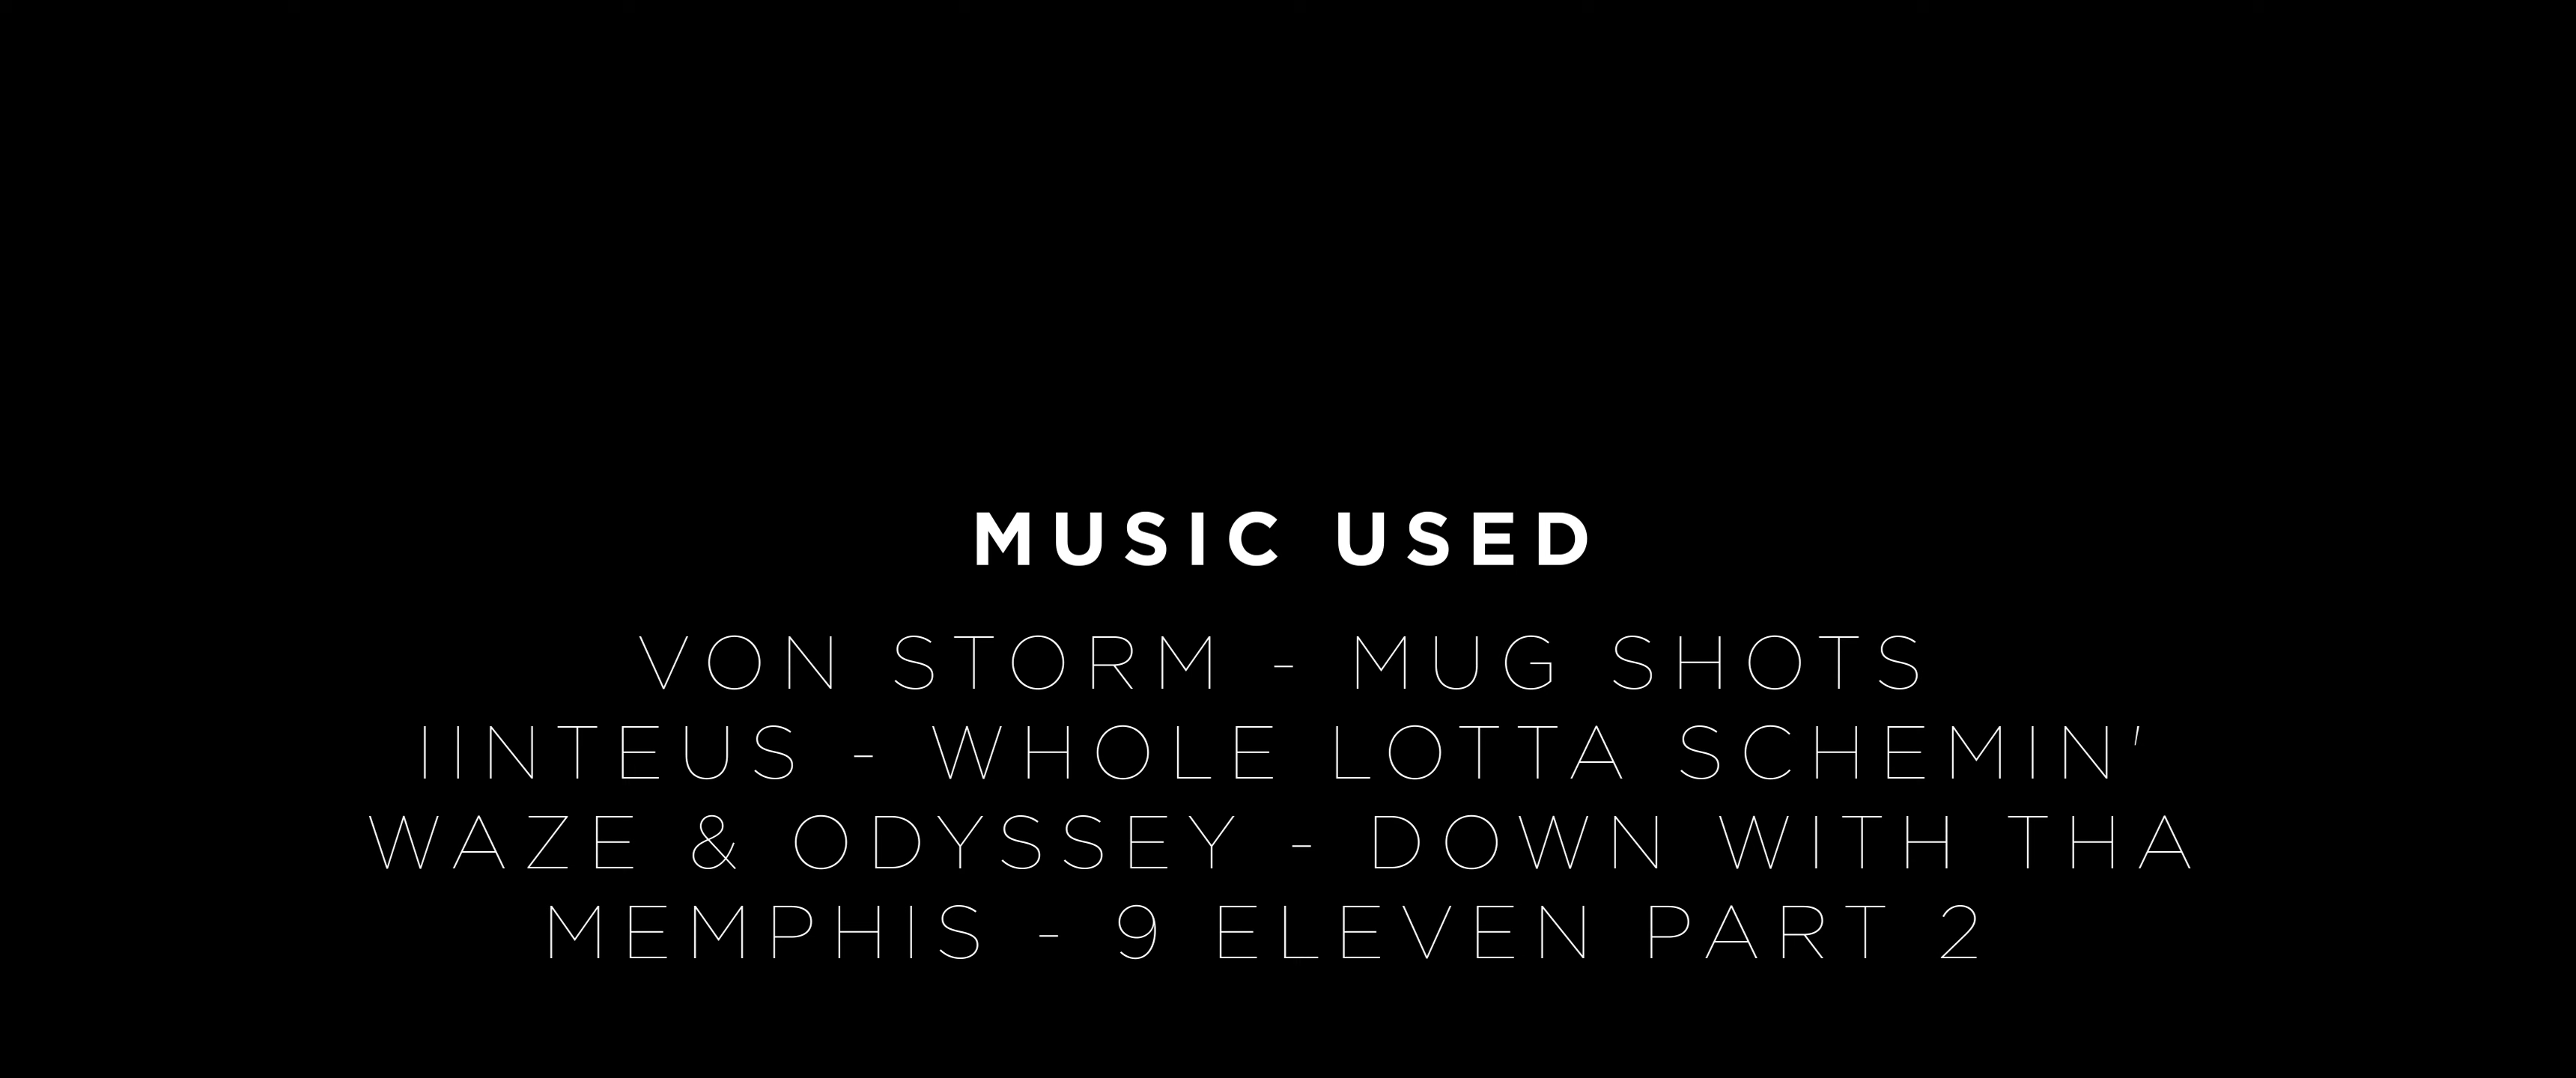 MUSIC USED
VON STORM - MUG SHOTS
IINTEUS - WHOLE LOTTA SCHEMIN'
WAZE & ODYSSEY - DOWN WITH THA
MEMPHIS - 9 ELEVEN PART 2